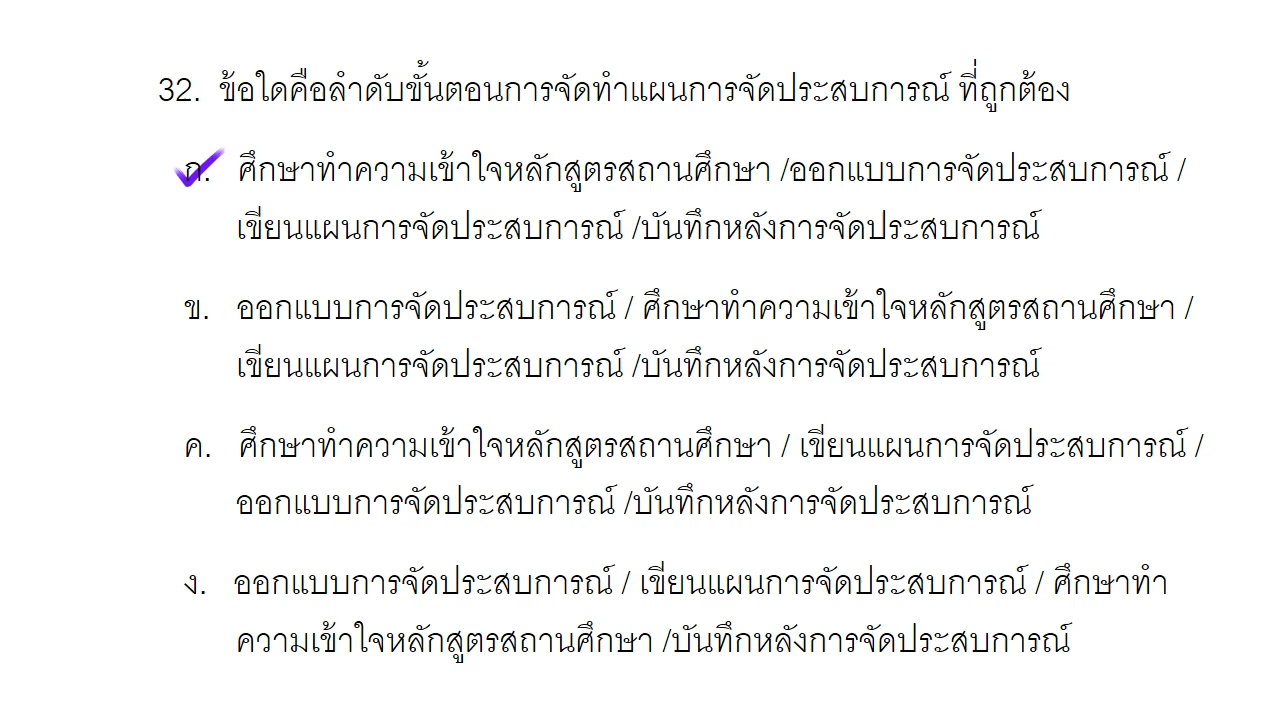 32. ข้อใดคือลำดับขั้นตอนการจัดทำแผนการจัดประสบการณ์ ที่ถูกต้อง
ก. ศึกษาทำความเข้าใจหลักสูตรสถานศึกษา /ออกแบบการจัดประสบการณ์ /
เขียนแผนการจัดประสบการณ์ /บันทึกหลังการจัดประสบการณ์
ข. ออกแบบการจัดประสบการณ์ / ศึกษาทำความเข้าใจหลักสูตรสถานศึกษา /
เขียนแผนการจัดประสบการณ์ /บันทึกหลังการจัดประสบการณ์
ค. ศึกษาทำความเข้าใจหลักสูตรสถานศึกษา / เขียนแผนการจัดประสบการณ์ /
ออกแบบการจัดประสบการณ์ /บันทึกหลังการจัดประสบการณ์
ง. ออกแบบการจัดประสบการณ์ / เขียนแผนการจัดประสบการณ์ / ศึกษาทำ
ความเข้าใจหลักสูตรสถานศึกษา /บันทึกหลังการจัดประสบการณ์